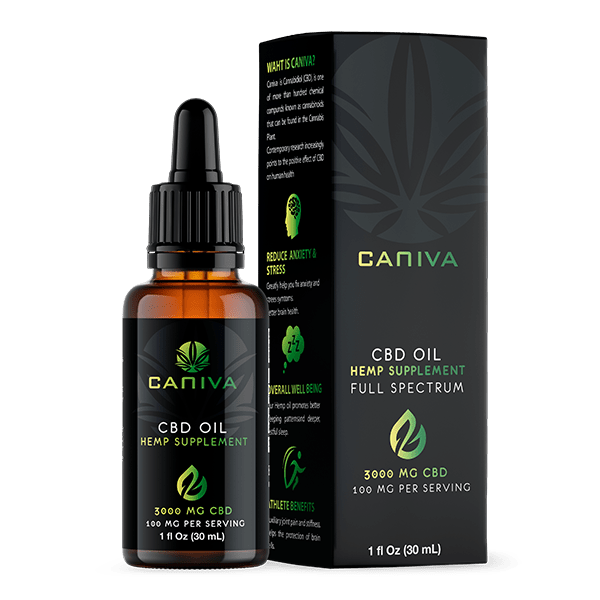 CANIVA
CBD OIL
HEMP SUPPLEMENT
3000 MG CBD
100 MG PER SERVING
1 fl Oz (30 mL)
WAHT IS CANIVA?
Caniva is Cannabidiol (CBD), is one
of more than hundred chemical
compounds known as cannabinoids
that can be found in the Cannabis
Plant.
Contemporary research increasingly
points to the positive effect of CBD
on human health
REDUCE ANXIETY &
STRESS
Greatly help you fix anxiety and
stress symtoms.
better brain health.
zzz
OVERALL WELL BEING
Hemp oil promotes better
patternsand deeper,
sleep.
ATHLETE BENEFITS
joint pain and stiffness.
the protection of brain
CANIVA
CBD OIL
HEMP SUPPLEMENT
FULL SPECTRUM
3000 MG CBD
100 MG PER SERVING
1 fl Oz (30 mL)